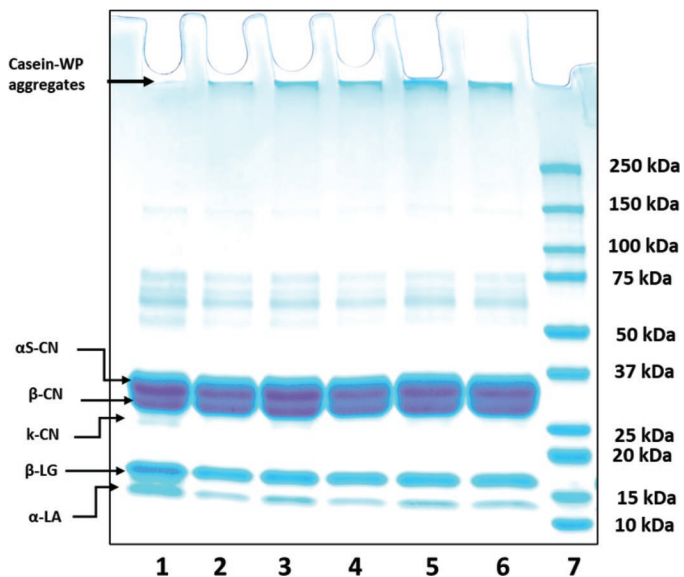 Casein-WP
aggregates
αS-CN
β-CN
k-CN
β-LG
α-LA
250 kDa
150 kDa
100 kDa
75 kDa
50 kDa
37 kDa
25 kDa
20 kDa
15 kDa
10 kDa
1 2 3 4 5 6 7